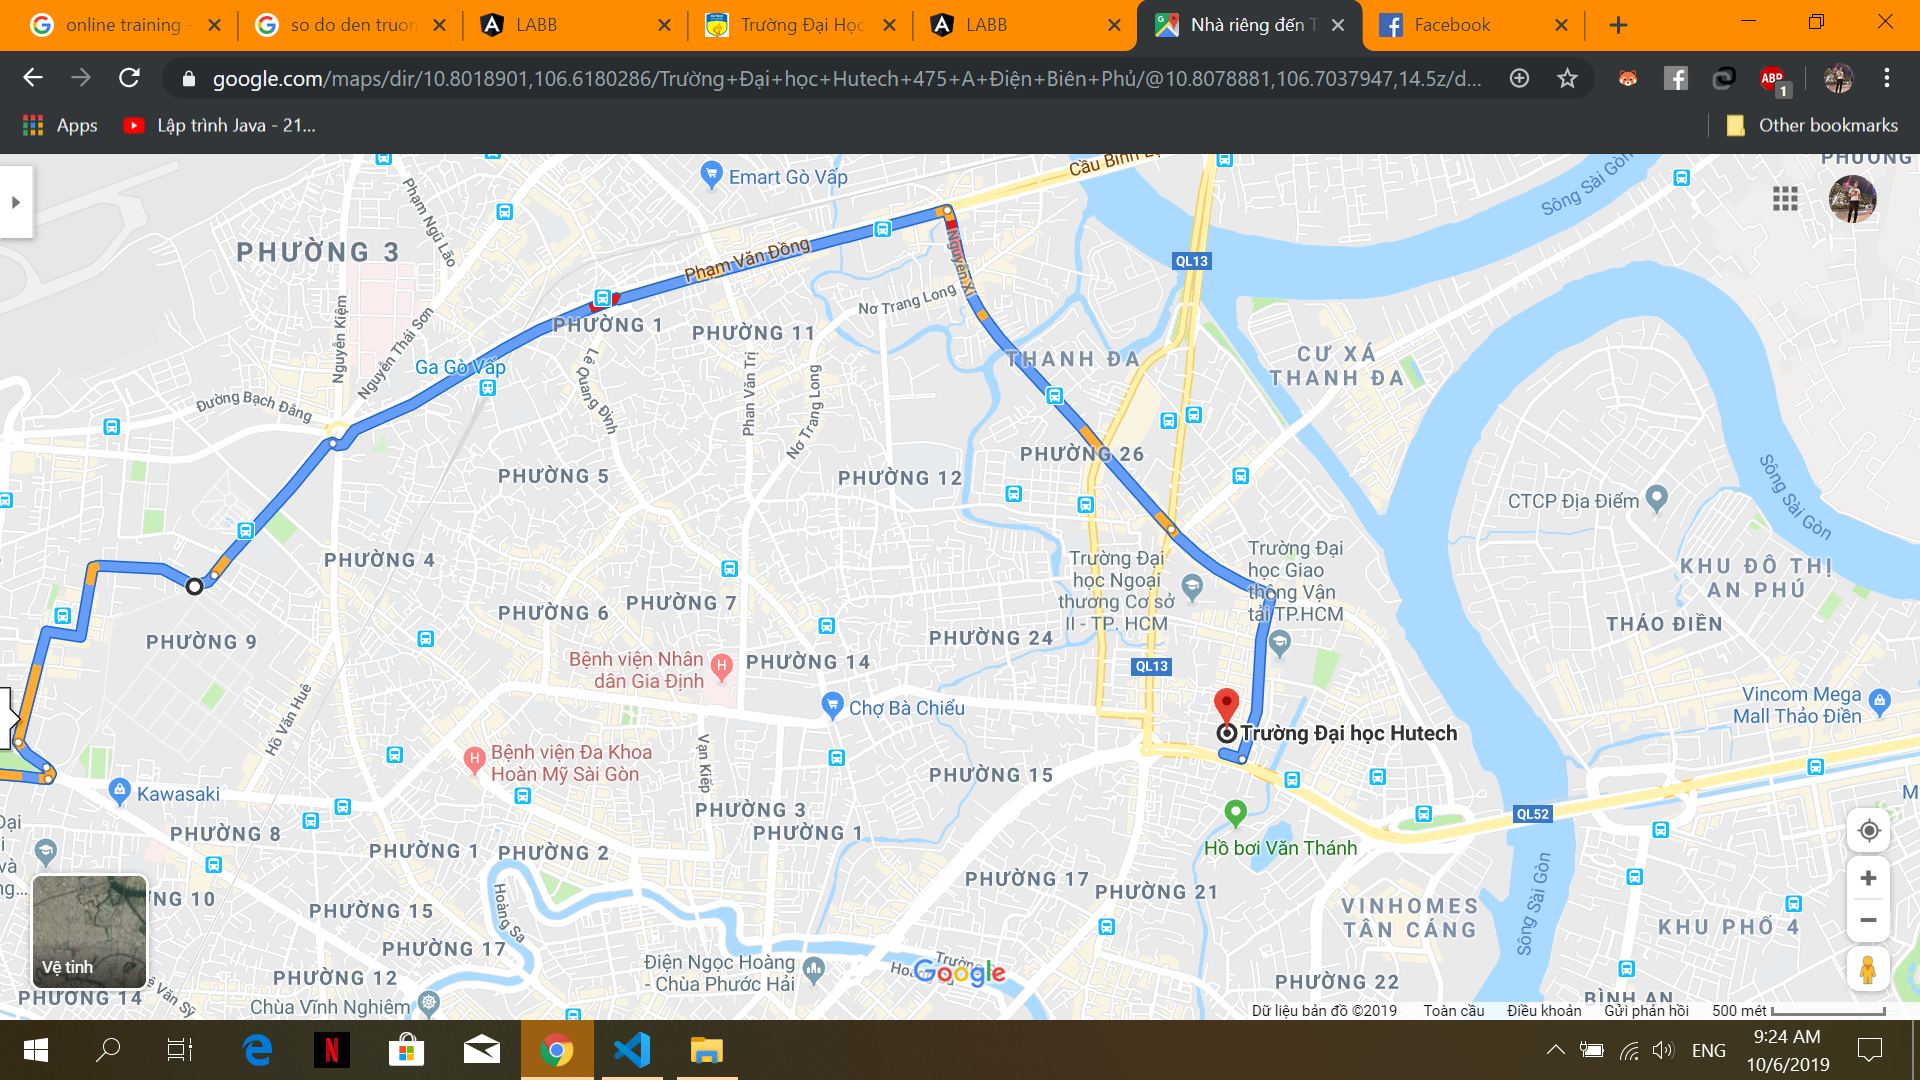 online training -
so do den truon
LABB
Trường Đại Học
LABB
Nhà riêng đến T
Facebook
google.com/maps/dir/10.8018901,106.6180286/Trường+Đại+học+Hutech+475+A+Điện+Biên+Phủ/@10.8078881,106.7037947,14.5z/d...
ABP
1
Apps
Lập trình Java - 21...
Other bookmarks
PHƯỜNG
Cầu Bình
Emart Gò Vấp
Phạm Ngũ Lão
Sông Sài Gòn
PHƯỜNG 3
Phạm Văn Đồng
Nguyễn Xí
QL13
Nơ Trang Long
Nguyễn Kiệm
Nguyễn Thái Sơn
PHƯỜNG 1
PHƯỜNG 11
THANH ĐA
CƯ XÁ
THANH ĐA
Ga Gò Vấp
Lê Quang Định
Phan Văn Trị
Nơ Trang Long
Đường Bạch Đằng
PHƯỜNG 26
PHƯỜNG 5
PHƯỜNG 12
CTCP Địa Điểm
Sông Sài Gòn
PHƯỜNG 4
Trường Đại
học Ngoại
thương Cơ sở
II - TP. HCM
Trường Đại
học Giao
thông Vận
tải TP.HCM
KHU ĐÔ THỊ
AN PHÚ
PHƯỜNG 6
PHƯỜNG 7
THẢO ĐIỀN
PHƯỜNG 9
PHƯỜNG 24
Bệnh viện Nhân
dân Gia Định
PHƯỜNG 14
QL13
Hồ Văn Huê
Chợ Bà Chiểu
Vincom Mega
Mall Thảo Điền
Trường Đại học Hutech
Bệnh viện Đa Khoa
Hoàn Mỹ Sài Gòn
Vạn Kiếp
PHƯỜNG 15
Kawasaki
PHƯỜNG 3
M
QL52
Đại
i
và
ng...
PHƯỜNG 8
PHƯỜNG 1
PHƯỜNG 1
PHƯỜNG 2
Hồ bơi Văn Thánh
PHƯỜNG 17
PHƯỜNG 21
NG 10
PHƯỜNG 15
Hoàng Sa
VINHOMES
TÂN CẢNG
Sông Sài Gòn
KHU PHỐ 4
PHƯỜNG 17
Vệ tinh
PHƯỜNG 12
Điện Ngọc Hoàng
- Chùa Phước Hải
Google
PHƯỜNG 22
PHƯỜNG 14
ê Văn Sỹ
Chùa Vĩnh Nghiêm
BÌNH AN
Dữ liệu bản đồ ©2019
Toàn cầu
Điều khoản
Gửi phản hồi
500 mét
ENG
9:24 AM
10/6/2019